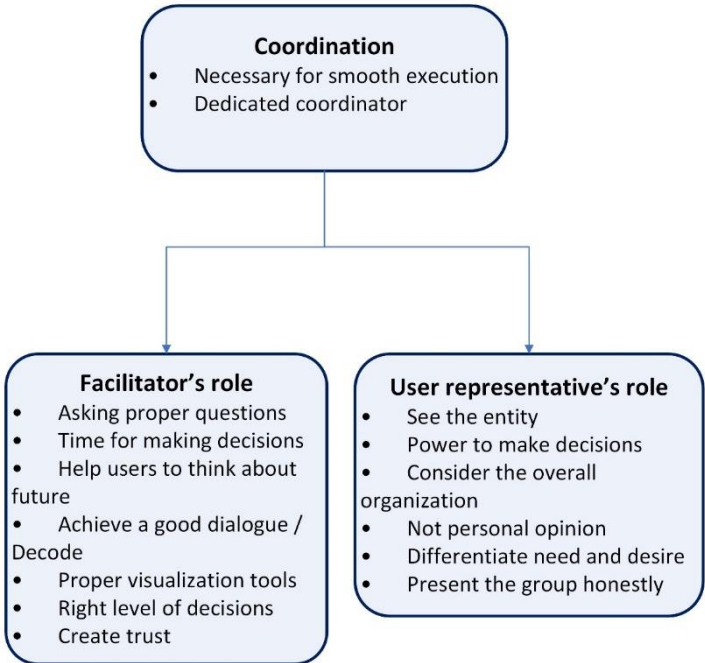 Coordination
• Necessary for smooth execution
• Dedicated coordinator
Facilitator’s role
• Asking proper questions
• Time for making decisions
• Help users to think about
future
• Achieve a good dialogue /
Decode
• Proper visualization tools
• Right level of decisions
• Create trust
User representative’s role
• See the entity
• Power to make decisions
• Consider the overall
organization
• Not personal opinion
• Differentiate need and desire
• Present the group honestly